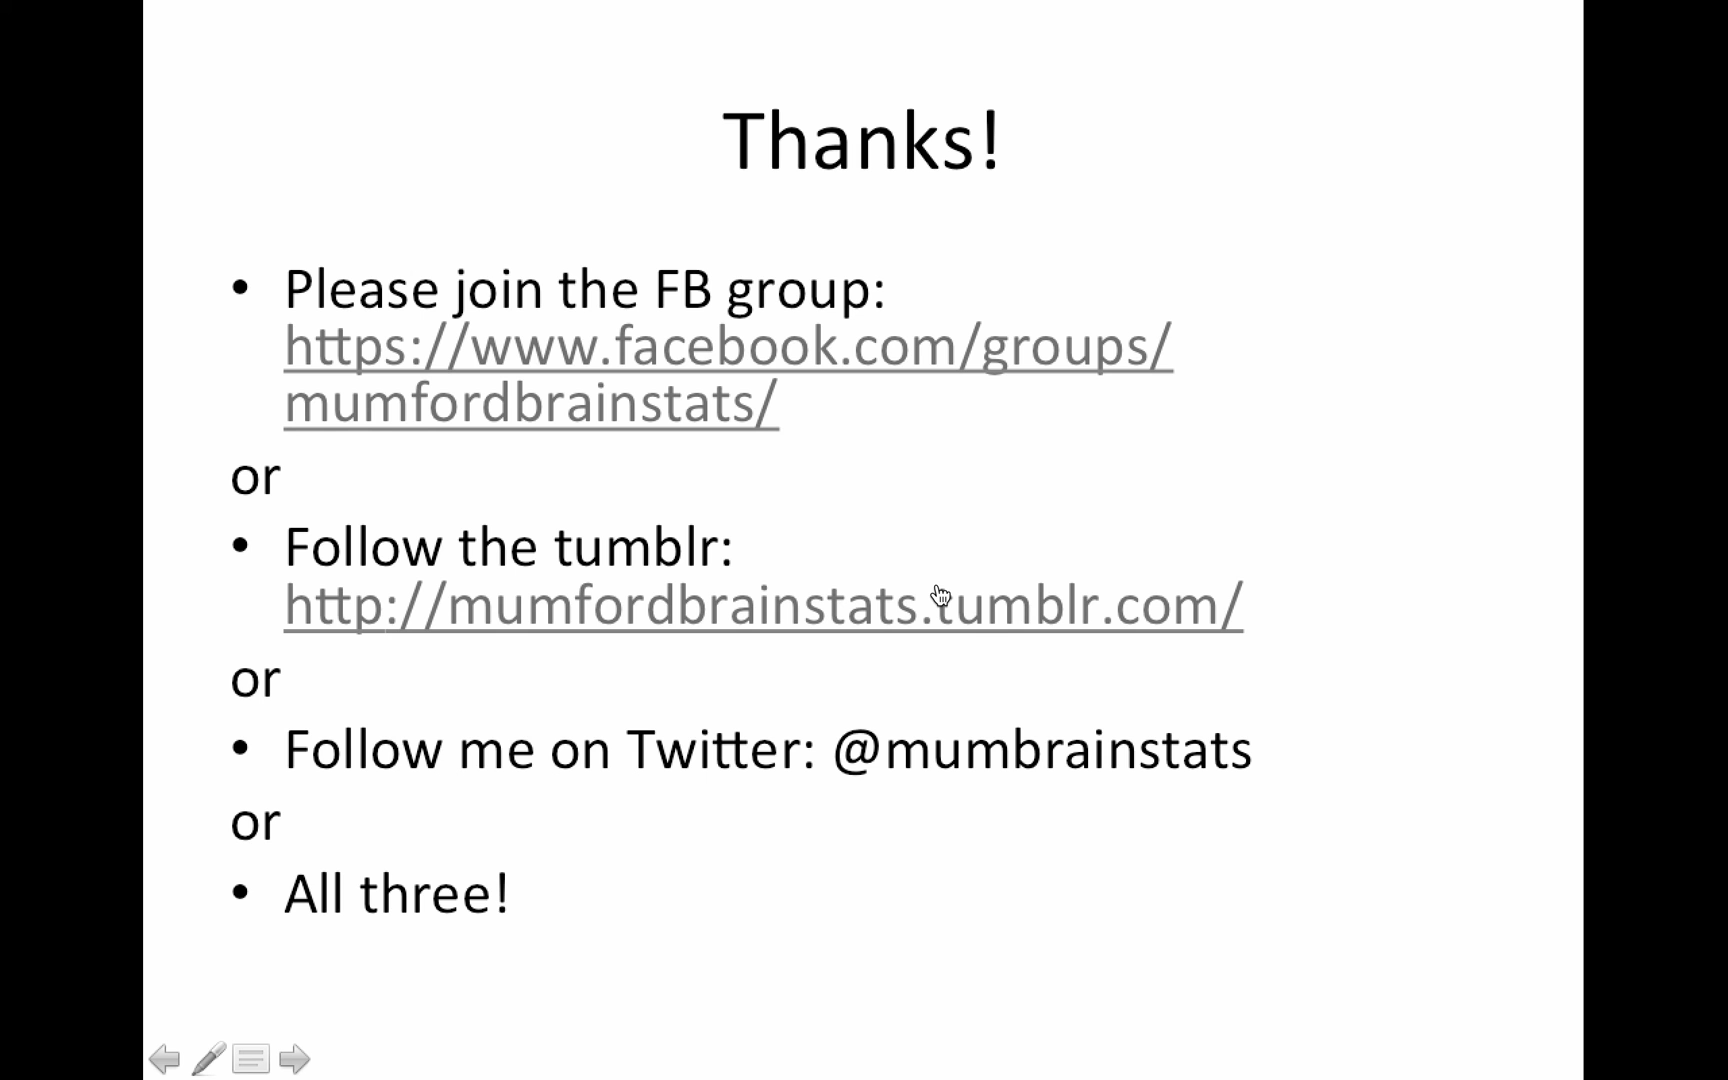 Thanks!
• Please join the FB group:
https://www.facebook.com/groups/
mumfordbrainstats/
or
• Follow the tumblr:
http://mumfordbrainstats.tumblr.com/
or
• Follow me on Twitter: @mumbrainstats
or
• All three!